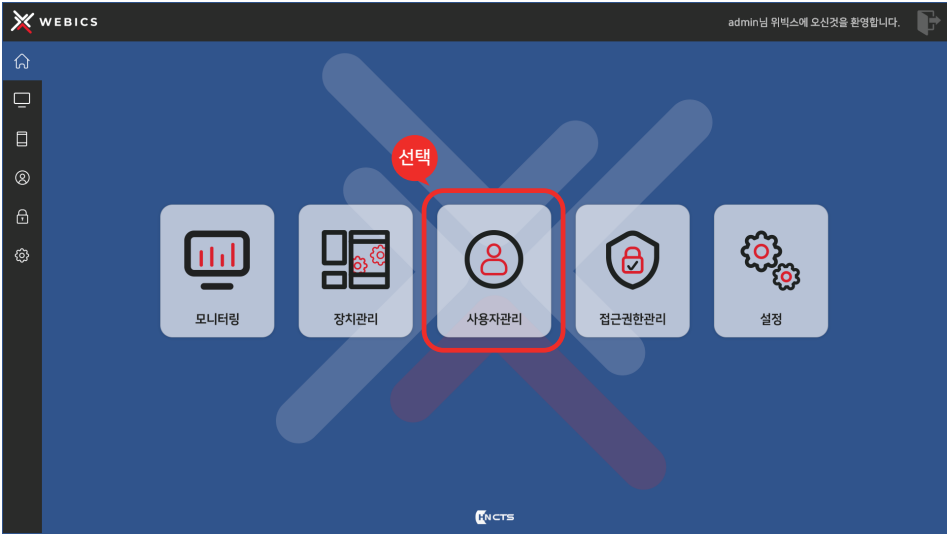 WEBICS
admin님 위빅스에 오신것을 환영합니다.
선택
모니터링
장치관리
사용자관리
접근권한관리
설정
HNCTS